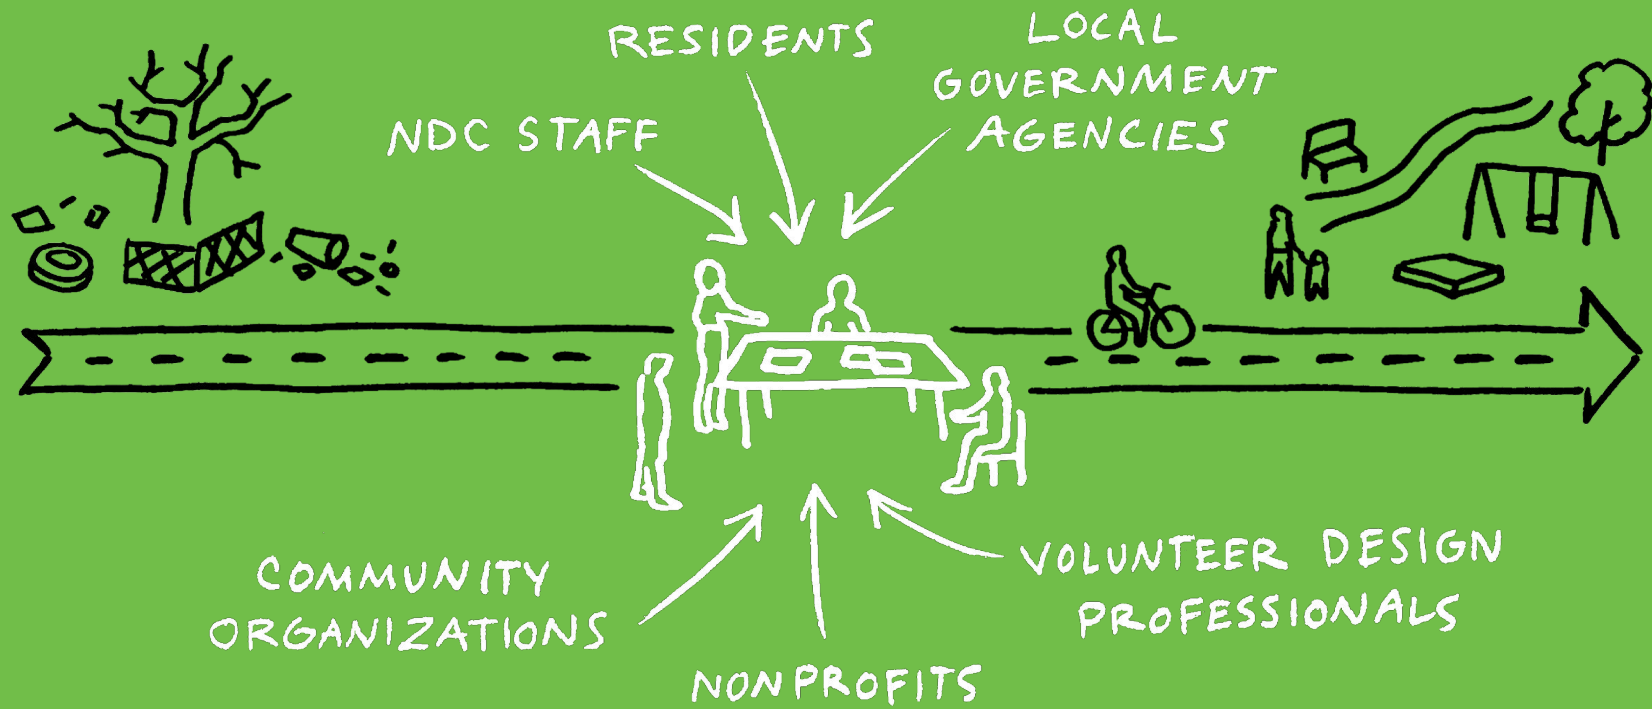 RESIDENTS
LOCAL
GOVERNMENT
AGENCIES
NDC STAFF
COMMUNITY
ORGANIZATIONS
NONPROFITS
VOLUNTEER DESIGN
PROFESSIONALS